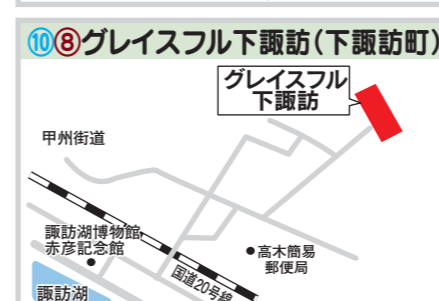 ⑩⑧グレイスフル下諏訪（下諏訪町）
グレイスフル
下諏訪
甲州街道
諏訪湖博物館
赤彦記念館
高木簡易
郵便局
国道20号線
諏訪湖